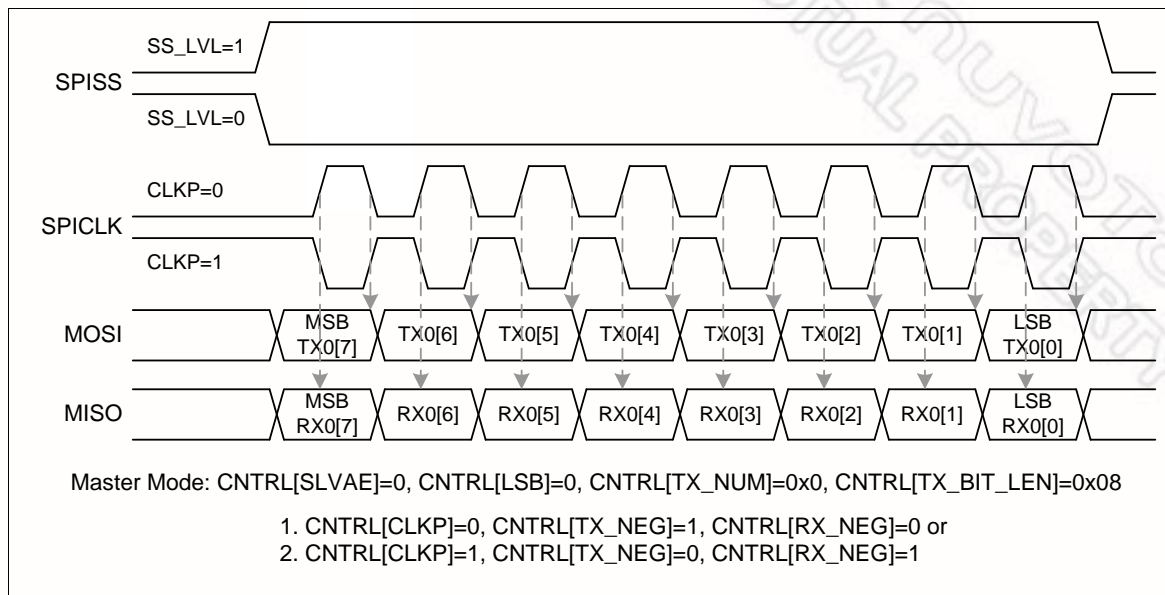 SS_LVL=1
SPISS
SS_LVL=0
CLKP=0
SPICLK
CLKP=1
MOSI
MSB TX0[7]
TX0[6]
TX0[5]
TX0[4]
TX0[3]
TX0[2]
TX0[1]
LSB TX0[0]
MISO
MSB RX0[7]
RX0[6]
RX0[5]
RX0[4]
RX0[3]
RX0[2]
RX0[1]
LSB RX0[0]
Master Mode: CNTRL[SLVAE]=0, CNTRL[LSB]=0, CNTRL[TX_NUM]=0x0, CNTRL[TX_BIT_LEN]=0x08
1. CNTRL[CLKP]=0, CNTRL[TX_NEG]=1, CNTRL[RX_NEG]=0 or
2. CNTRL[CLKP]=1, CNTRL[TX_NEG]=0, CNTRL[RX_NEG]=1
PROPERTY